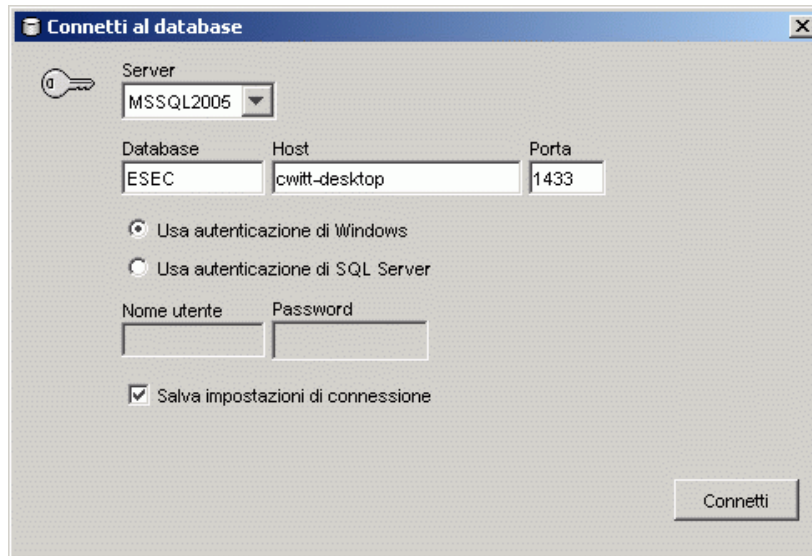 Connetti al database
Server
MSSQL2005
Database Host Porta
ESEC cwitt-desktop 1433
Usa autenticazione di Windows
Usa autenticazione di SQL Server
Nome utente Password
Salva impostazioni di connessione
Connetti